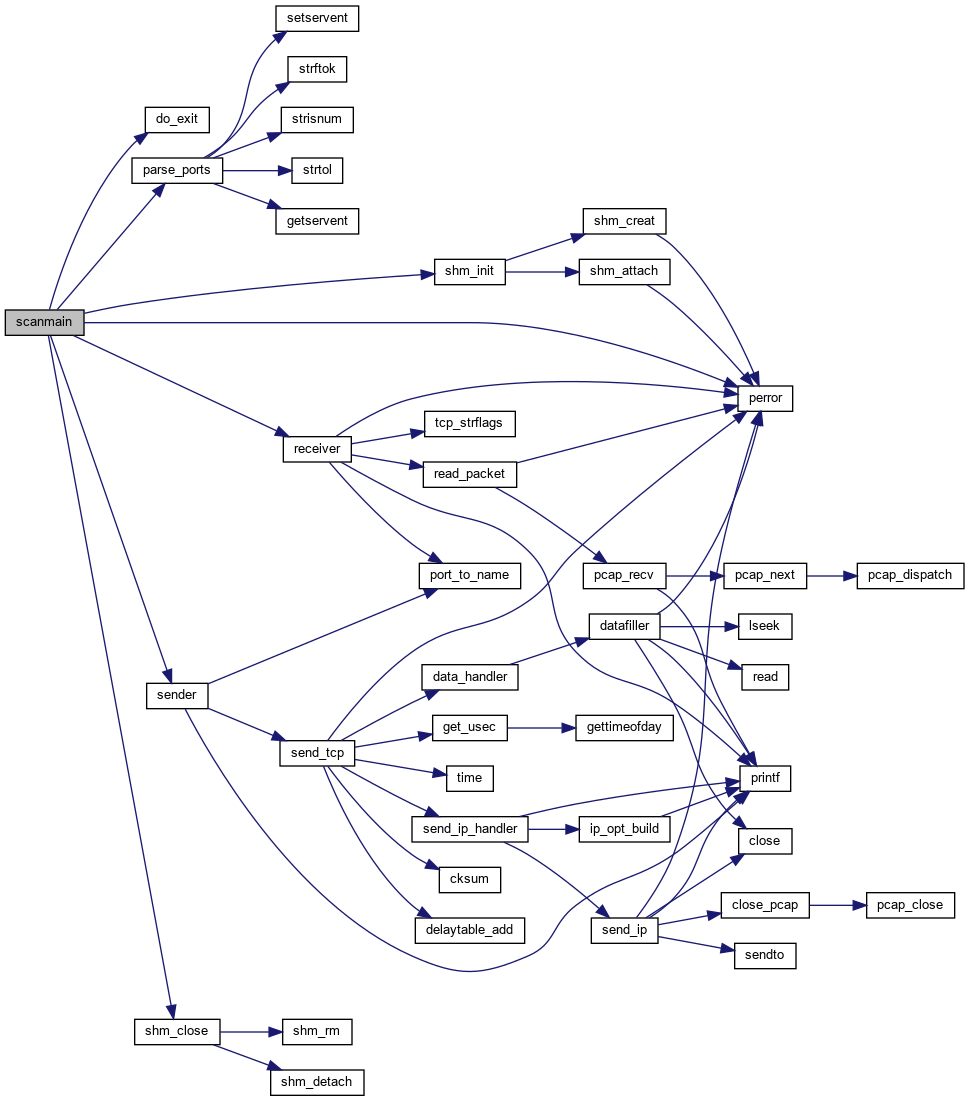 setservent
strftok
do_exit
strisnum
parse_ports
strtol
getservent
shm_creat
shm_init
shm_attach
scanmain
perror
tcp_strflags
receiver
read_packet
port_to_name
pcap_recv
pcap_next
pcap_dispatch
datafiller
lseek
data_handler
read
sender
get_usec
gettimeofday
send_tcp
time
printf
send_ip_handler
ip_opt_build
close
cksum
close_pcap
pcap_close
delaytable_add
send_ip
sendto
shm_close
shm_rm
shm_detach